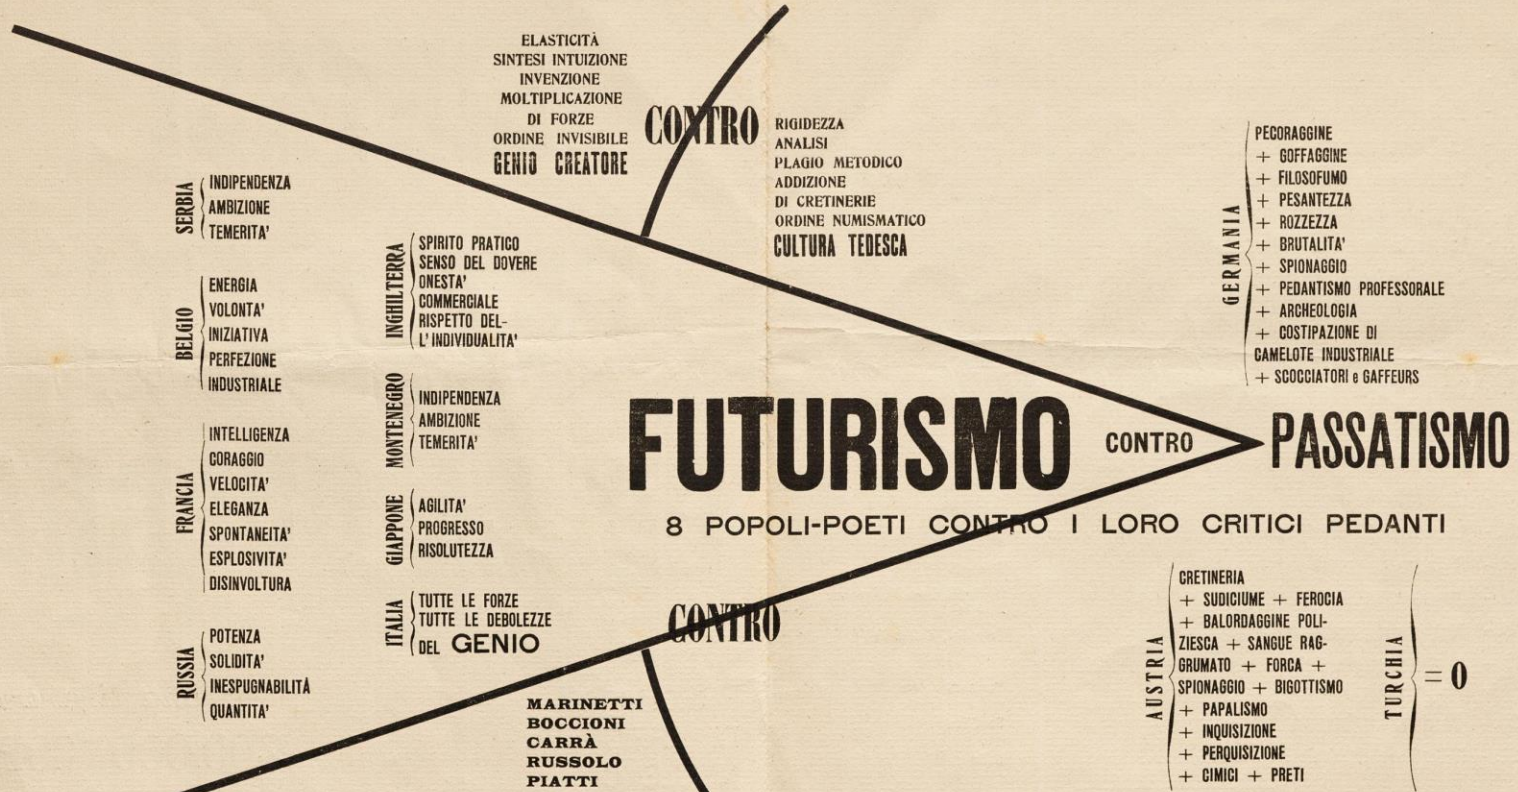 ELASTICITÀ
SINTESI INTUIZIONE
INVENZIONE
MOLTIPLICAZIONE
DI FORZE
ORDINE INVISIBILE
GENIO CREATORE
CONTRO
RIGIDEZZA
ANALISI
PLAGIO METODICO
ADDIZIONE
DI CRETINERIE
ORDINE NUMISMATICO
CULTURA TEDESCA
SERBIA
INDIPENDENZA
AMBIZIONE
TEMERITA'
BELGIO
ENERGIA
VOLONTA'
INIZIATIVA
PERFEZIONE
INDUSTRIALE
FRANCIA
INTELLIGENZA
CORAGGIO
VELOCITA'
ELEGANZA
SPONTANEITA'
ESPLOSIVITA'
DISINVOLTURA
RUSSIA
POTENZA
SOLIDITA'
INESPUGNABILITÀ
QUANTITA'
INGHILTERRA
SPIRITO PRATICO
SENSO DEL DOVERE
ONESTA'
COMMERCIALE
RISPETTO DEL-
L'INDIVIDUALITA'
MONTENEGRO
INDIPENDENZA
AMBIZIONE
TEMERITA'
GIAPPONE
AGILITA'
PROGRESSO
RISOLUTEZZA
ITALIA
TUTTE LE FORZE
TUTTE LE DEBOLEZZE
DEL GENIO
FUTURISMO CONTRO PASSATISMO
8 POPOLI-POETI CONTRO I LORO CRITICI PEDANTI
CONTRO
MARINETTI
BOCCIONI
CARRÀ
RUSSOLO
PIATTI
GERMANIA
PECORAGGINE
+ GOFFAGGINE
+ FILOSOFUMO
+ PESANTEZZA
+ ROZZEZZA
+ BRUTALITA'
+ SPIONAGGIO
+ PEDANTISMO PROFESSORALE
+ ARCHEOLOGIA
+ COSTIPAZIONE DI
CAMELOTE INDUSTRIALE
+ SCOCCIATORI e GAFFEURS
AUSTRIA
CRETINERIA
+ SUDICIUME + FEROCIA
+ BALORDAGGINE POLI-
ZIESCA + SANGUE RAG-
GRUMATO + FORCA +
SPIONAGGIO + BIGOTTISMO
+ PAPALISMO
+ INQUISIZIONE
+ PERQUISIZIONE
+ CIMICI + PRETI
TURCHIA
= 0